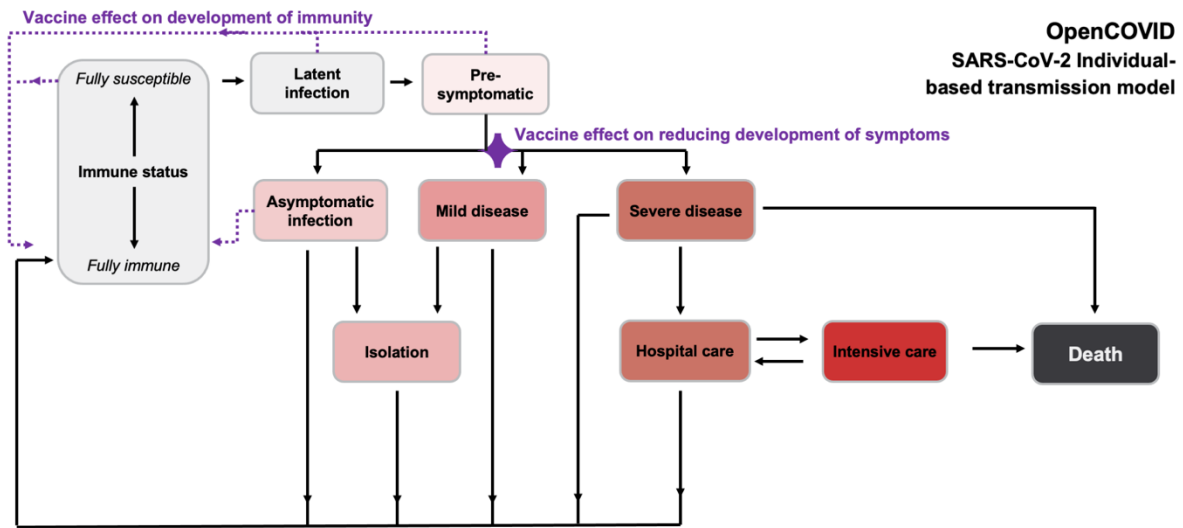 Vaccine effect on development of immunity
OpenCOVID
SARS-CoV-2 Individual-
based transmission model
Fully susceptible
Latent
infection
Pre-
symptomatic
Vaccine effect on reducing development of symptoms
Immune status
Asymptomatic
infection
Mild disease
Severe disease
Fully immune
Isolation
Hospital care
Intensive care
Death